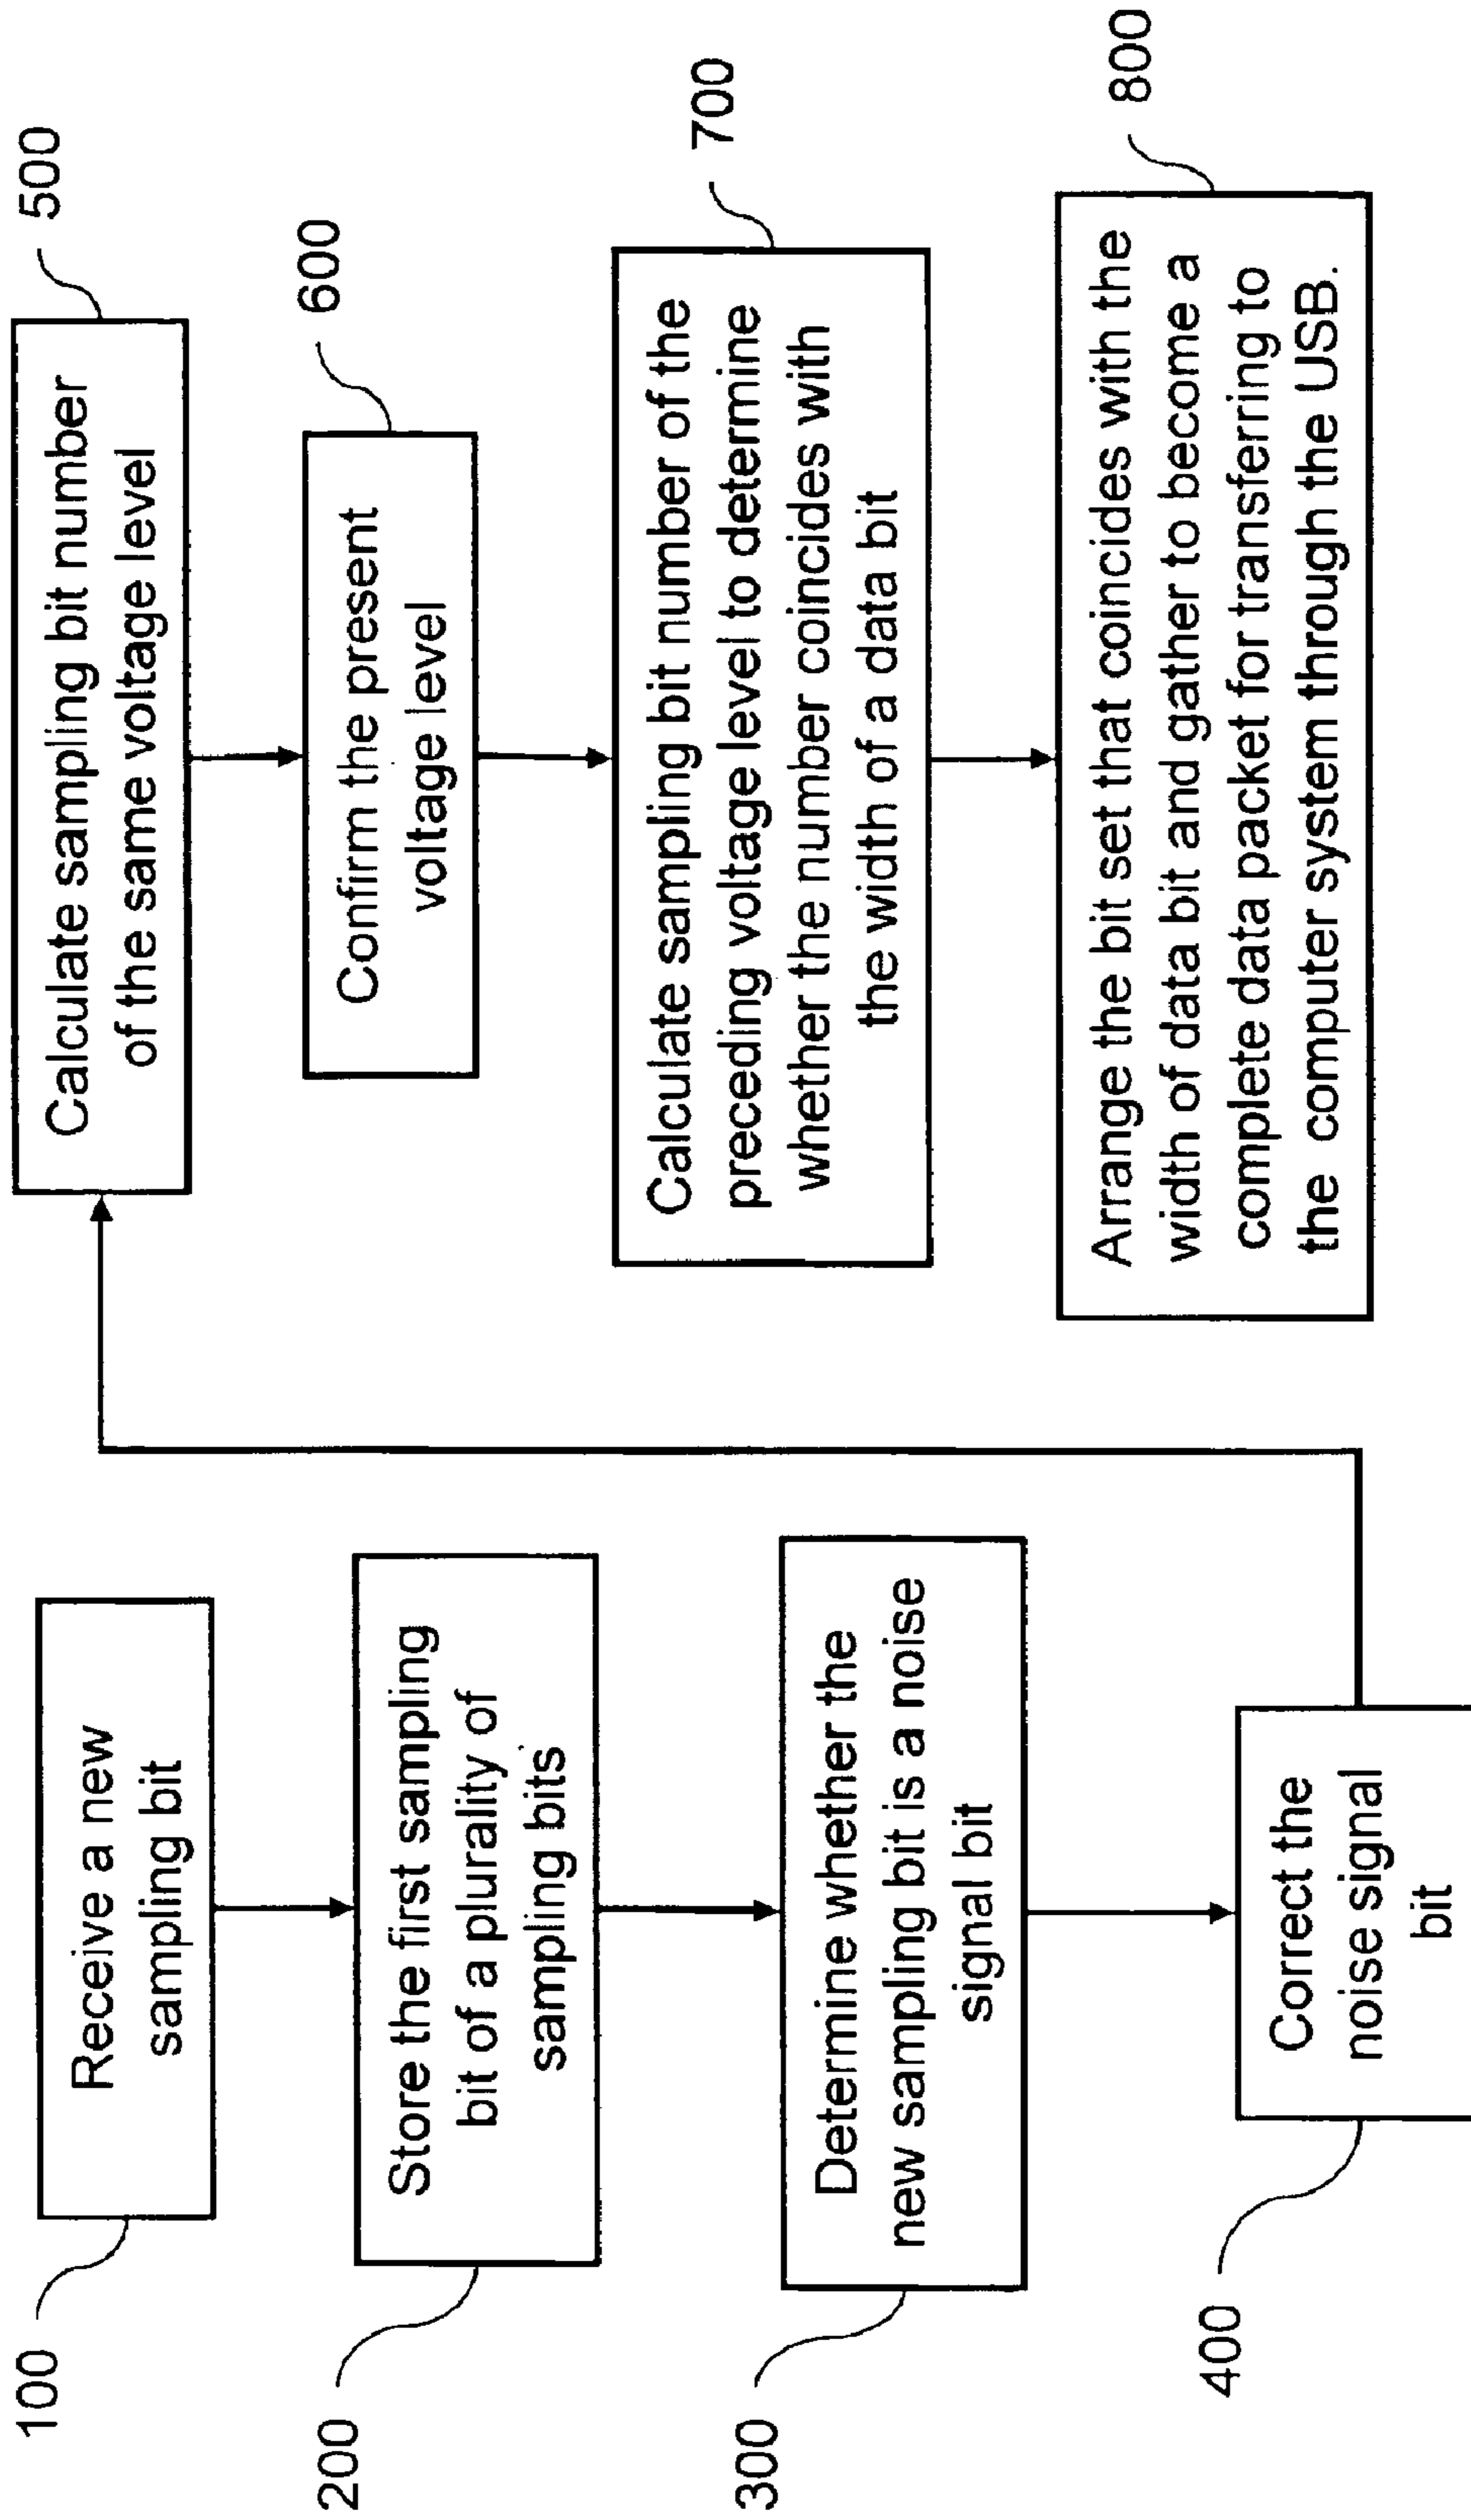 100
Receive a new
sampling bit
200
Store the first sampling
bit of a plurality of
sampling bits
300
Determine whether the
new sampling bit is a noise
signal bit
400
Correct the
noise signal
bit
500
Calculate sampling bit number
of the same voltage level
600
Confirm the present
voltage level
700
Calculate sampling bit number of the
preceding voltage level to determine
whether the number coincides with
the width of a data bit
800
Arrange the bit set that coincides with the
width of data bit and gather to become a
complete data packet for transferring to
the computer system through the USB.